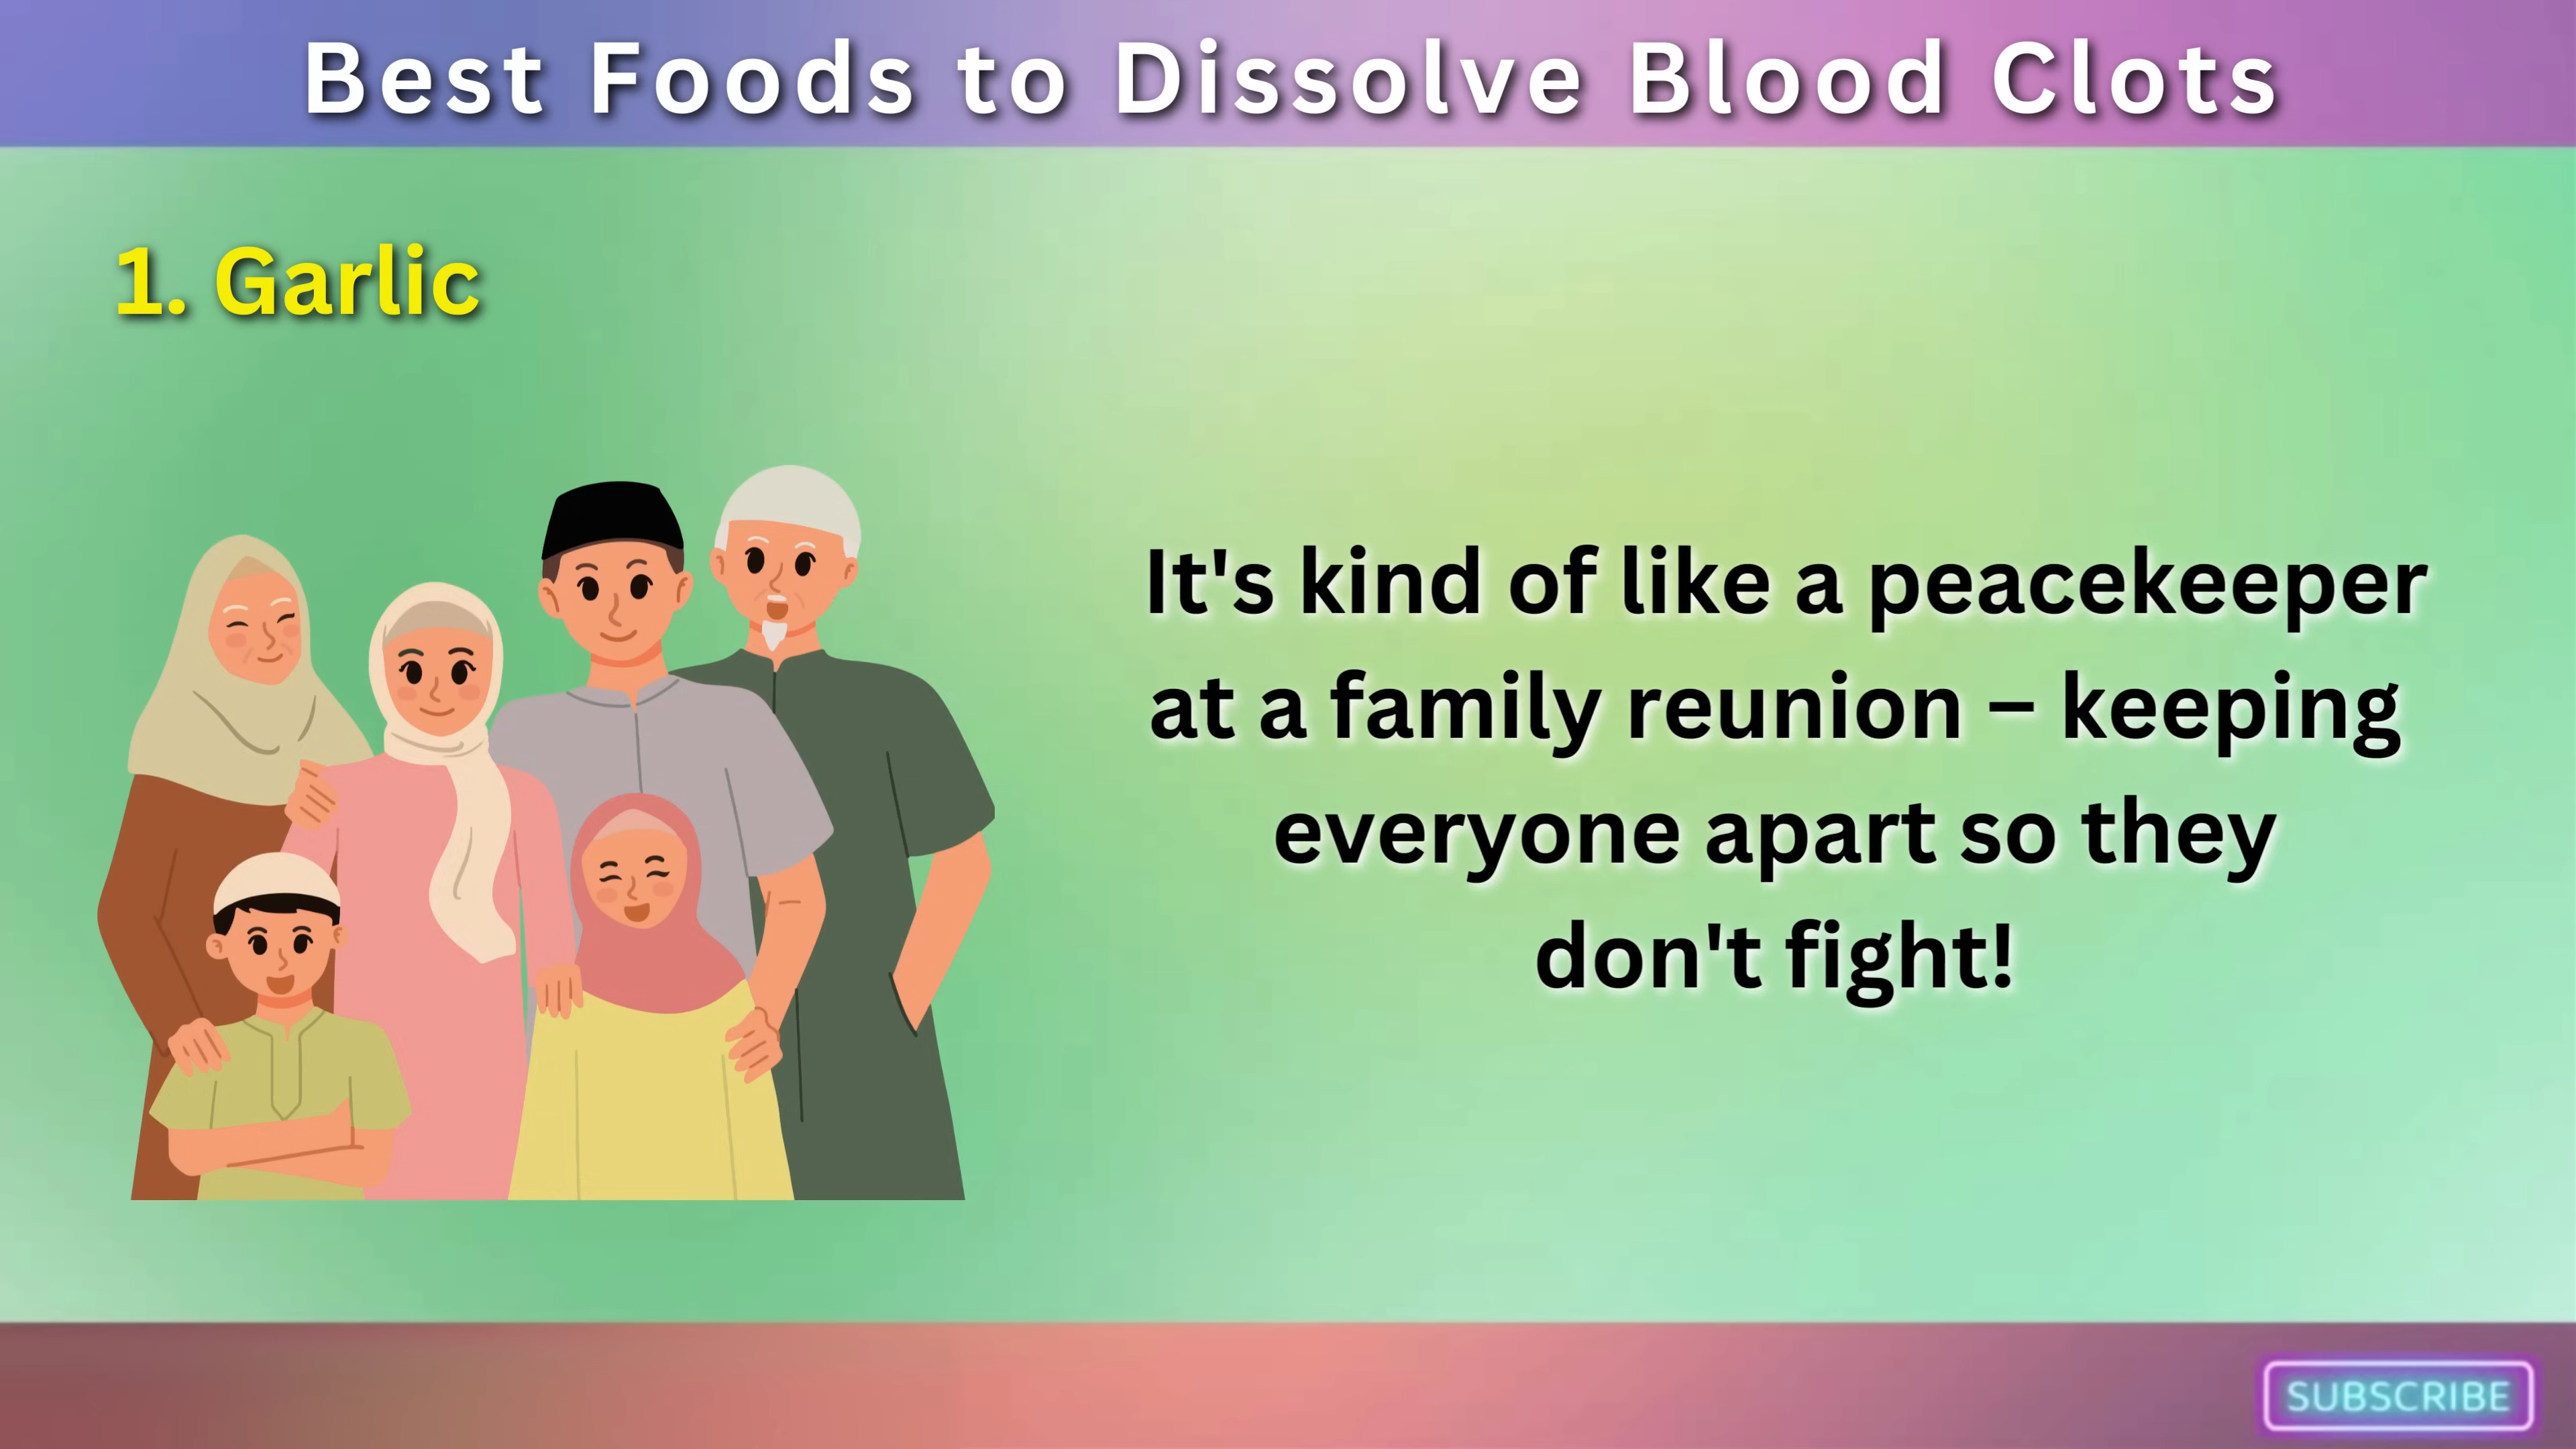 Best Foods to Dissolve Blood Clots
1. Garlic
It's kind of like a peacekeeper
at a family reunion – keeping
everyone apart so they
don't fight!
SUBSCRIBE